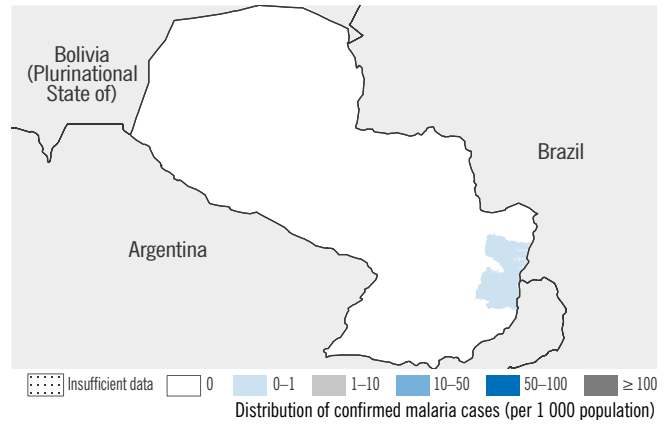 Bolivia
(Plurinational
State of)
Brazil
Argentina
Insufficient data 0 0–1 1–10 10–50 50–100 ≥ 100
Distribution of confirmed malaria cases (per 1 000 population)